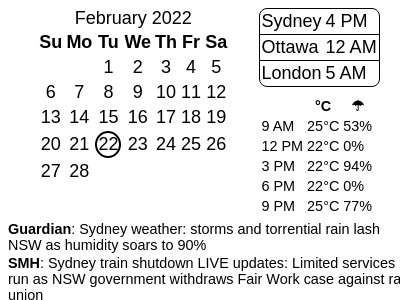 February 2022
Su Mo Tu We Th Fr Sa
1 2 3 4 5
6 7 8 9 10 11 12
13 14 15 16 17 18 19
20 21 22 23 24 25 26
27 28
Sydney 4 PM
Ottawa 12 AM
London 5 AM
°C ☂
9 AM 25°C 53%
12 PM 22°C 0%
3 PM 22°C 94%
6 PM 22°C 0%
9 PM 25°C 77%
Guardian: Sydney weather: storms and torrential rain lash
NSW as humidity soars to 90%
SMH: Sydney train shutdown LIVE updates: Limited services
run as NSW government withdraws Fair Work case against ra
union